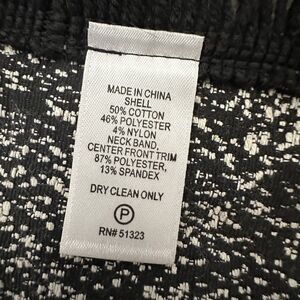 MADE IN CHINA
SHELL
50% COTTON
46% POLYESTER
4% NYLON
NECK BAND,
CENTER FRONT TRIM
87% POLYESTER,
13% SPANDEX
DRY CLEAN ONLY
P
RN# 51323